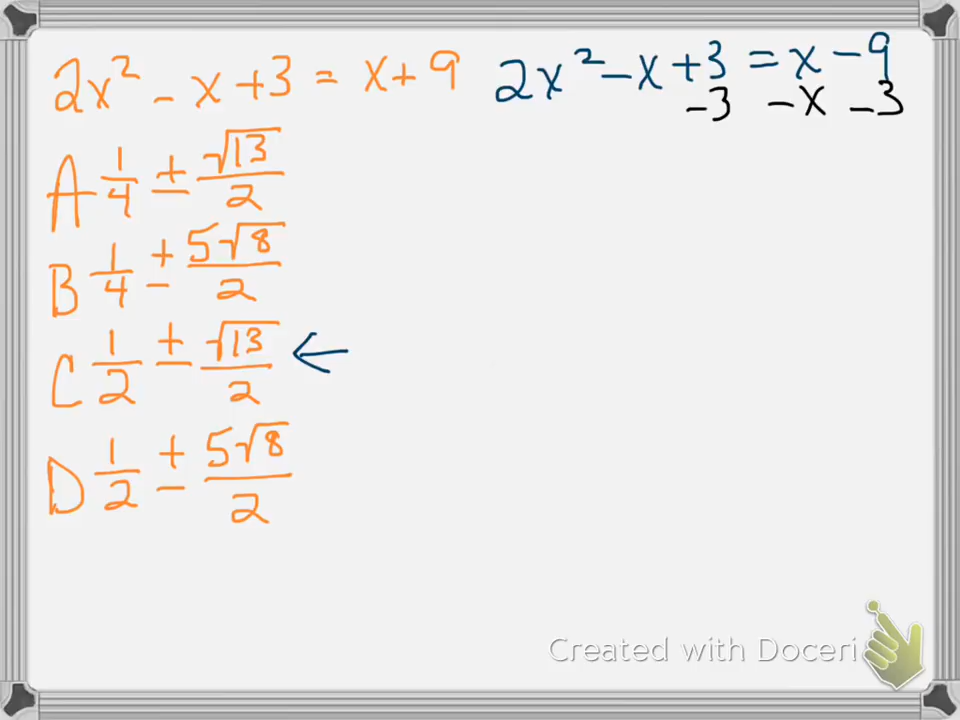 2x² - x + 3 = x + 9
A 1/4 ± √13/2
B 1/4 ± 5√8/2
C 1/2 ± √13/2 ←
D 1/2 ± 5√8/2
2x² - x + 3 = x - 9
-3 -x -3
Created with Doceri